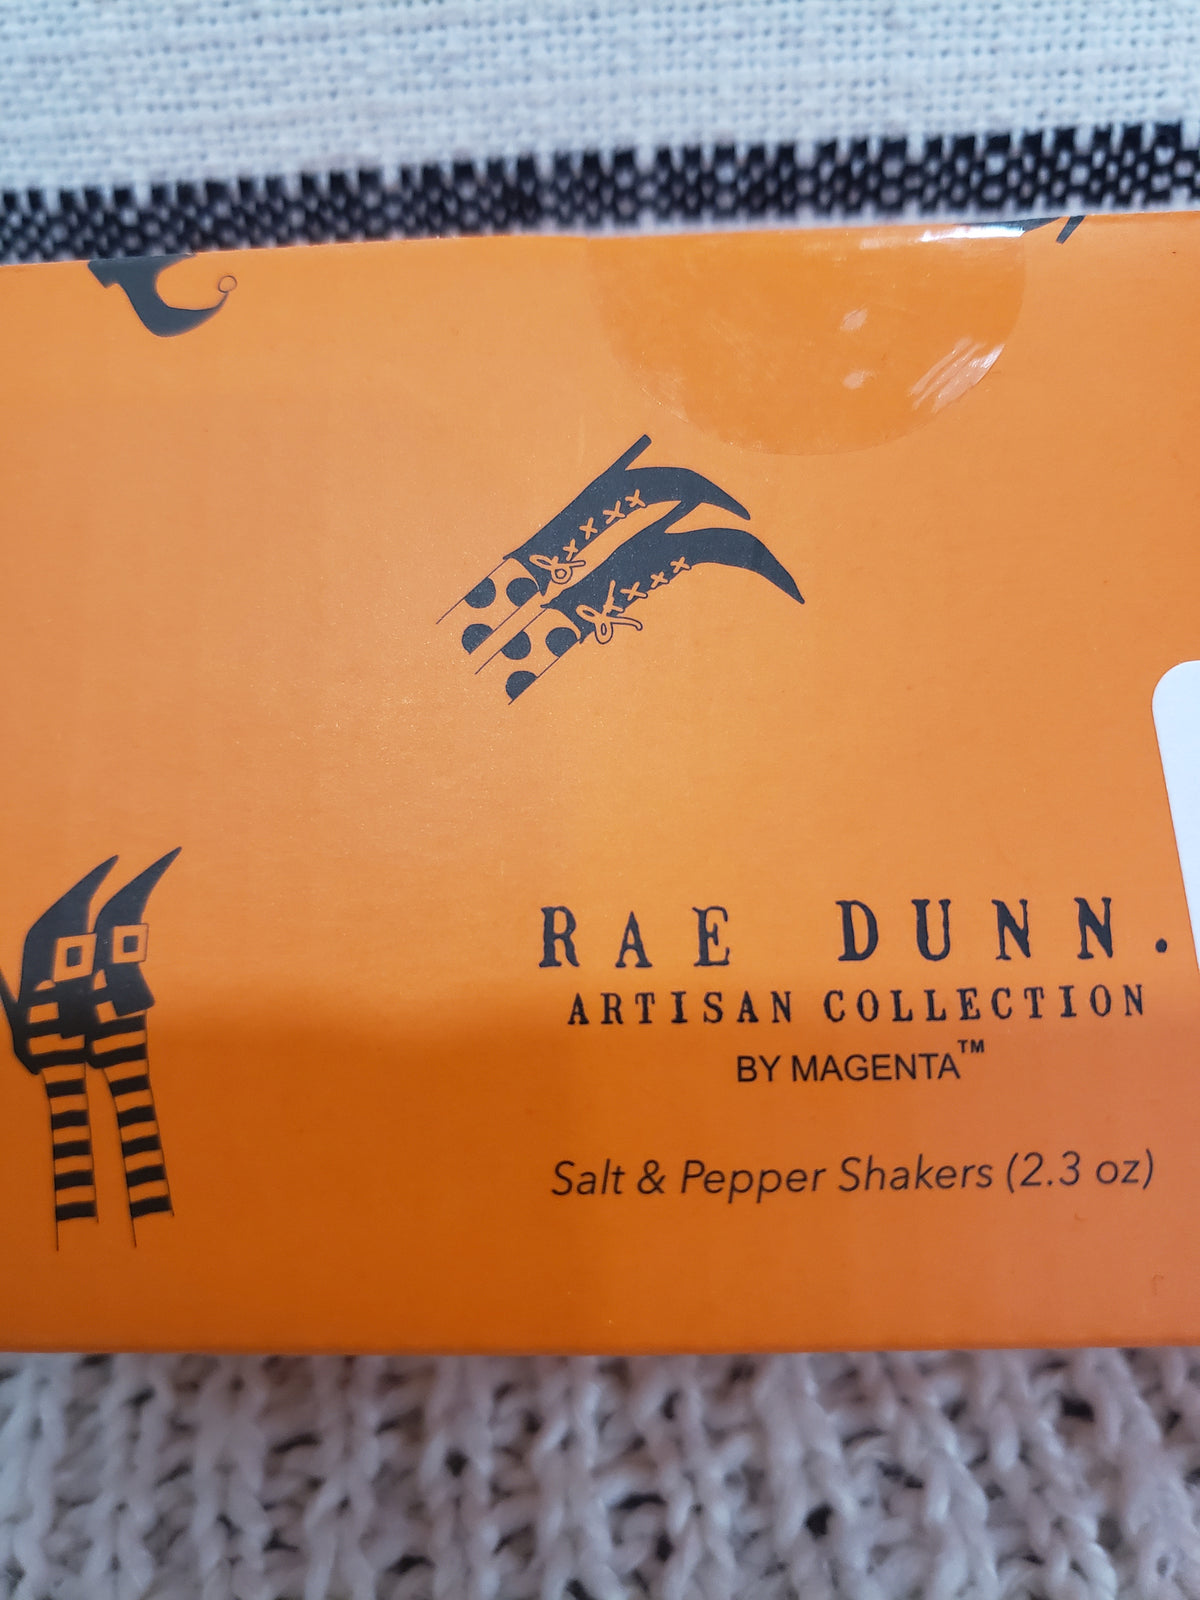 RAE DUNN.
ARTISAN COLLECTION
BY MAGENTA™
Salt & Pepper Shakers (2.3 oz)